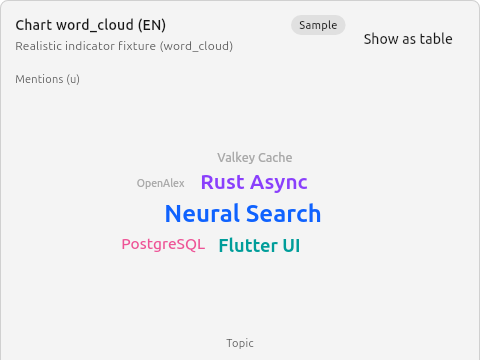 Chart word_cloud (EN)
Sample
Show as table
Realistic indicator fixture (word_cloud)
Mentions (u)
Valkey Cache
OpenAlex
Rust Async
Neural Search
PostgreSQL
Flutter UI
Topic